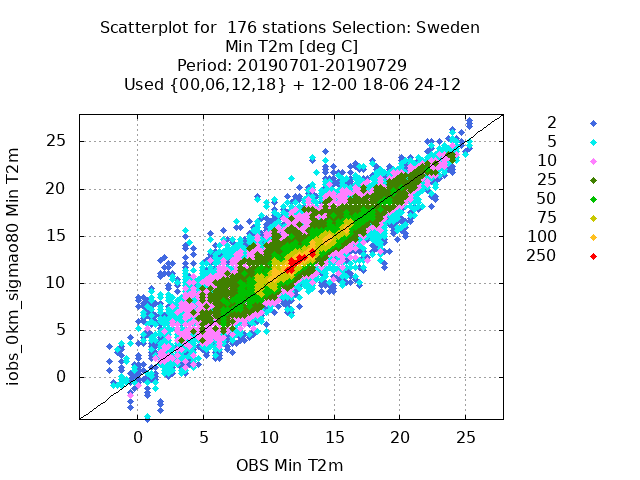 Scatterplot for  176 stations Selection: Sweden
Min T2m [deg C]
Period: 20190701-20190729
Used {00,06,12,18} + 12-00 18-06 24-12
iobs_0km_sigmao80 Min T2m
25
20
15
10
5
0
0 5 10 15 20 25
OBS Min T2m
2
5
10
25
50
75
100
250